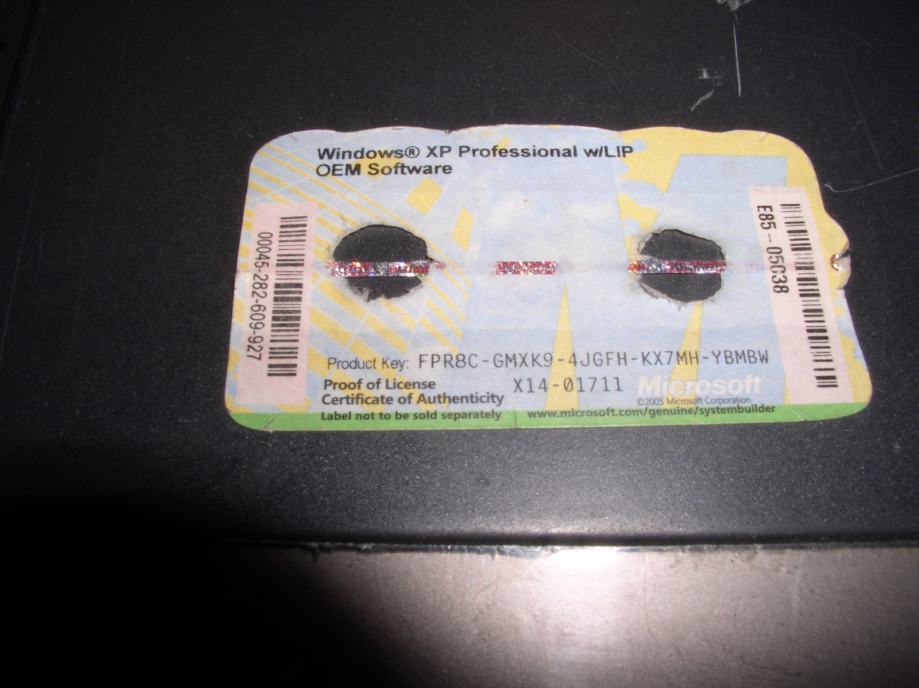 Windows® XP Professional w/LIP
OEM Software
00045-282-609-927
E85-05038
Product Key: FPR8C-GMXK9-4JGFH-KX7MH-YBMBW
Proof of License X14-01711 Microsoft
Certificate of Authenticity ©2005 Microsoft Corporation
Label not to be sold separately www.microsoft.com/genuine/systembuilder